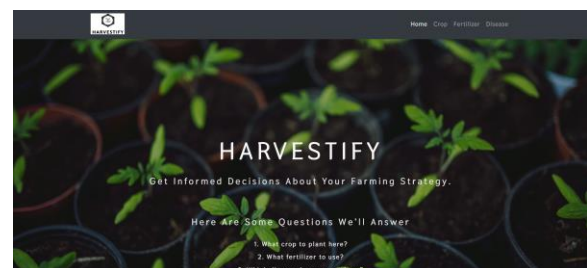 HARVESTIFY
Home Crop Fertilizer Disease
HARVESTIFY
Get Informed Decisions About Your Farming Strategy.
Here Are Some Questions We'll Answer
1. What crop to plant here?
2. What fertilizer to use?